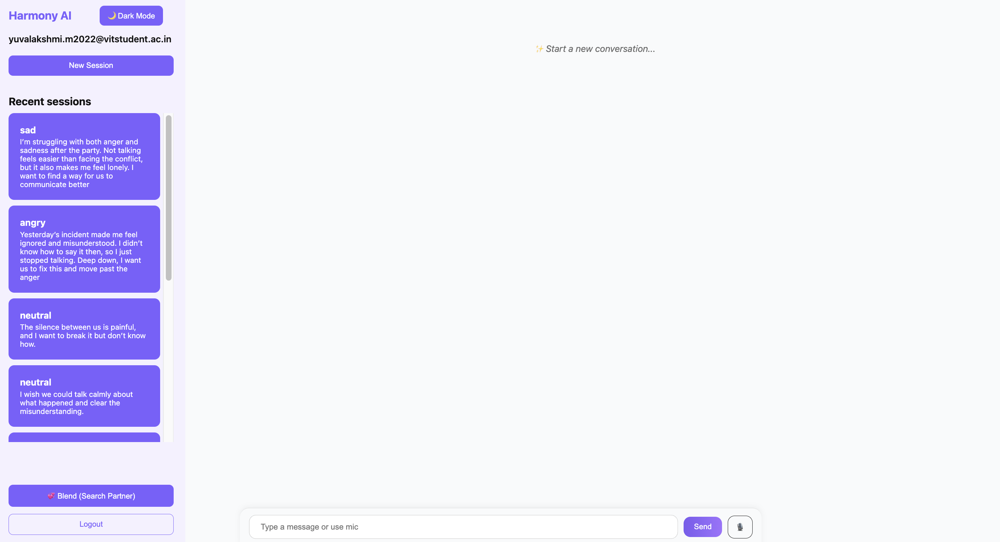 Harmony AI
🌙 Dark Mode
yuvalakshmi.m2022@vitstudent.ac.in
New Session
Recent sessions
sad
I’m struggling with both anger and
sadness after the party. Not talking
feels easier than facing the conflict,
but it also makes me feel lonely. I
want to find a way for us to
communicate better
angry
Yesterday’s incident made me feel
ignored and misunderstood. I didn’t
know how to say it then, so I just
stopped talking. Deep down, I want
us to fix this and move past the
anger
neutral
The silence between us is painful,
and I want to break it but don’t know
how.
neutral
I wish we could talk calmly about
what happened and clear the
misunderstanding.
💞 Blend (Search Partner)
Logout
✨ Start a new conversation...
Type a message or use mic
Send